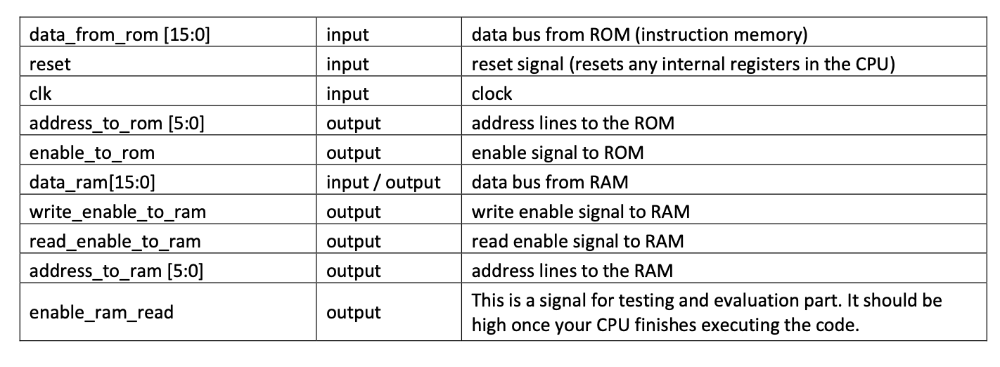 data_from_rom [15:0] input data bus from ROM (instruction memory)
reset input reset signal (resets any internal registers in the CPU)
clk input clock
address_to_rom [5:0] output address lines to the ROM
enable_to_rom output enable signal to ROM
data_ram[15:0] input / output data bus from RAM
write_enable_to_ram output write enable signal to RAM
read_enable_to_ram output read enable signal to RAM
address_to_ram [5:0] output address lines to the RAM
enable_ram_read output This is a signal for testing and evaluation part. It should be
high once your CPU finishes executing the code.